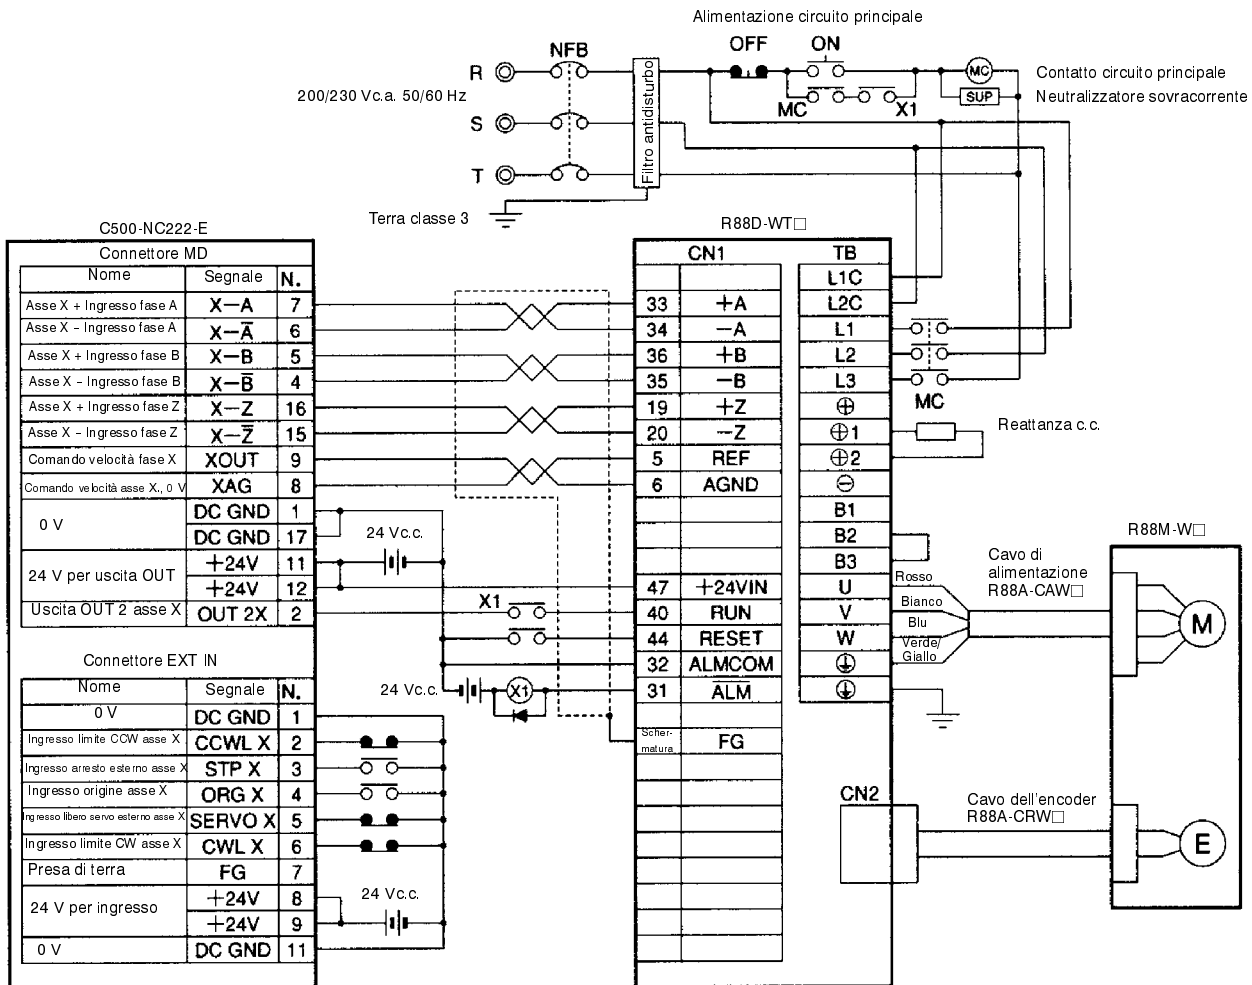 Alimentazione circuito principale
OFF ON
NFB
R
MC
Contatto circuito principale
200/230 Vc.a. 50/60 Hz
SUP
Neutralizzatore sovracorrente
MC X1
S
Filtro antidisturbo
T
Terra classe 3
C500-NC222-E
Connettore MD
Nome Segnale N.
Asse X + Ingresso fase A X–A 7
Asse X – Ingresso fase A X–A̅ 6
Asse X + Ingresso fase B X–B 5
Asse X – Ingresso fase B X–B̅ 4
Asse X + Ingresso fase Z X–Z 16
Asse X – Ingresso fase Z X–Z̅ 15
Comando velocità fase X XOUT 9
Comando velocità asse X., 0 V XAG 8
0 V DC GND 1
DC GND 17
24 V per uscita OUT +24V 11
+24V 12
Uscita OUT 2 asse X OUT 2X 2
24 Vc.c.
X1
Connettore EXT IN
Nome Segnale N.
0 V DC GND 1
Ingresso limite CCW asse X CCWL X 2
Ingresso arresto esterno asse X STP X 3
Ingresso origine asse X ORG X 4
Ingresso libero servo esterno asse X SERVO X 5
Ingresso limite CW asse X CWL X 6
Presa di terra FG 7
24 V per ingresso +24V 8
+24V 9
0 V DC GND 11
24 Vc.c.
X1
24 Vc.c.
R88D-WT□
CN1
33 +A
34 –A
36 +B
35 –B
19 +Z
20 –Z
5 REF
6 AGND
47 +24VIN
40 RUN
44 RESET
32 ALMCOM
31 A̅L̅M̅
Scher-
matura FG
TB
L1C
L2C
L1
L2
L3
⊕
⊕1
⊕2
⊖
B1
B2
B3
U
V
W
MC
Reattanza c.c.
Rosso
Bianco
Blu
Verde/
Giallo
Cavo di
alimentazione
R88A-CAW□
R88M-W□
M
CN2
Cavo dell'encoder
R88A-CRW□
E